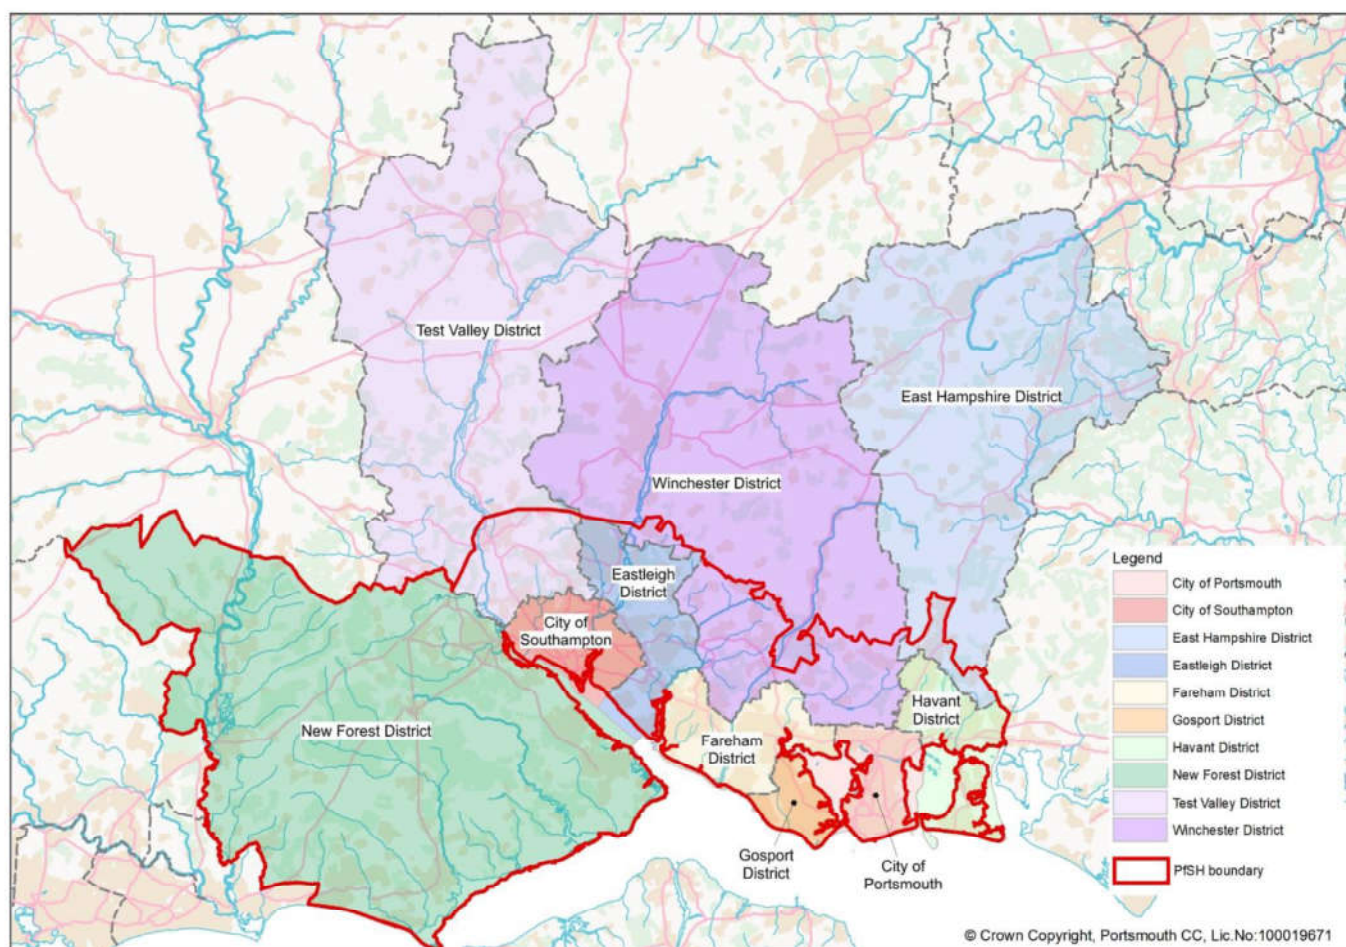 Test Valley District
East Hampshire District
Winchester District
Eastleigh
District
City of
Southampton
Havant
District
New Forest District
Fareham
District
Gosport
District
City of
Portsmouth
Legend
City of Portsmouth
City of Southampton
East Hampshire District
Eastleigh District
Fareham District
Gosport District
Havant District
New Forest District
Test Valley District
Winchester District
PfSH boundary
© Crown Copyright, Portsmouth CC, Lic.No:100019671